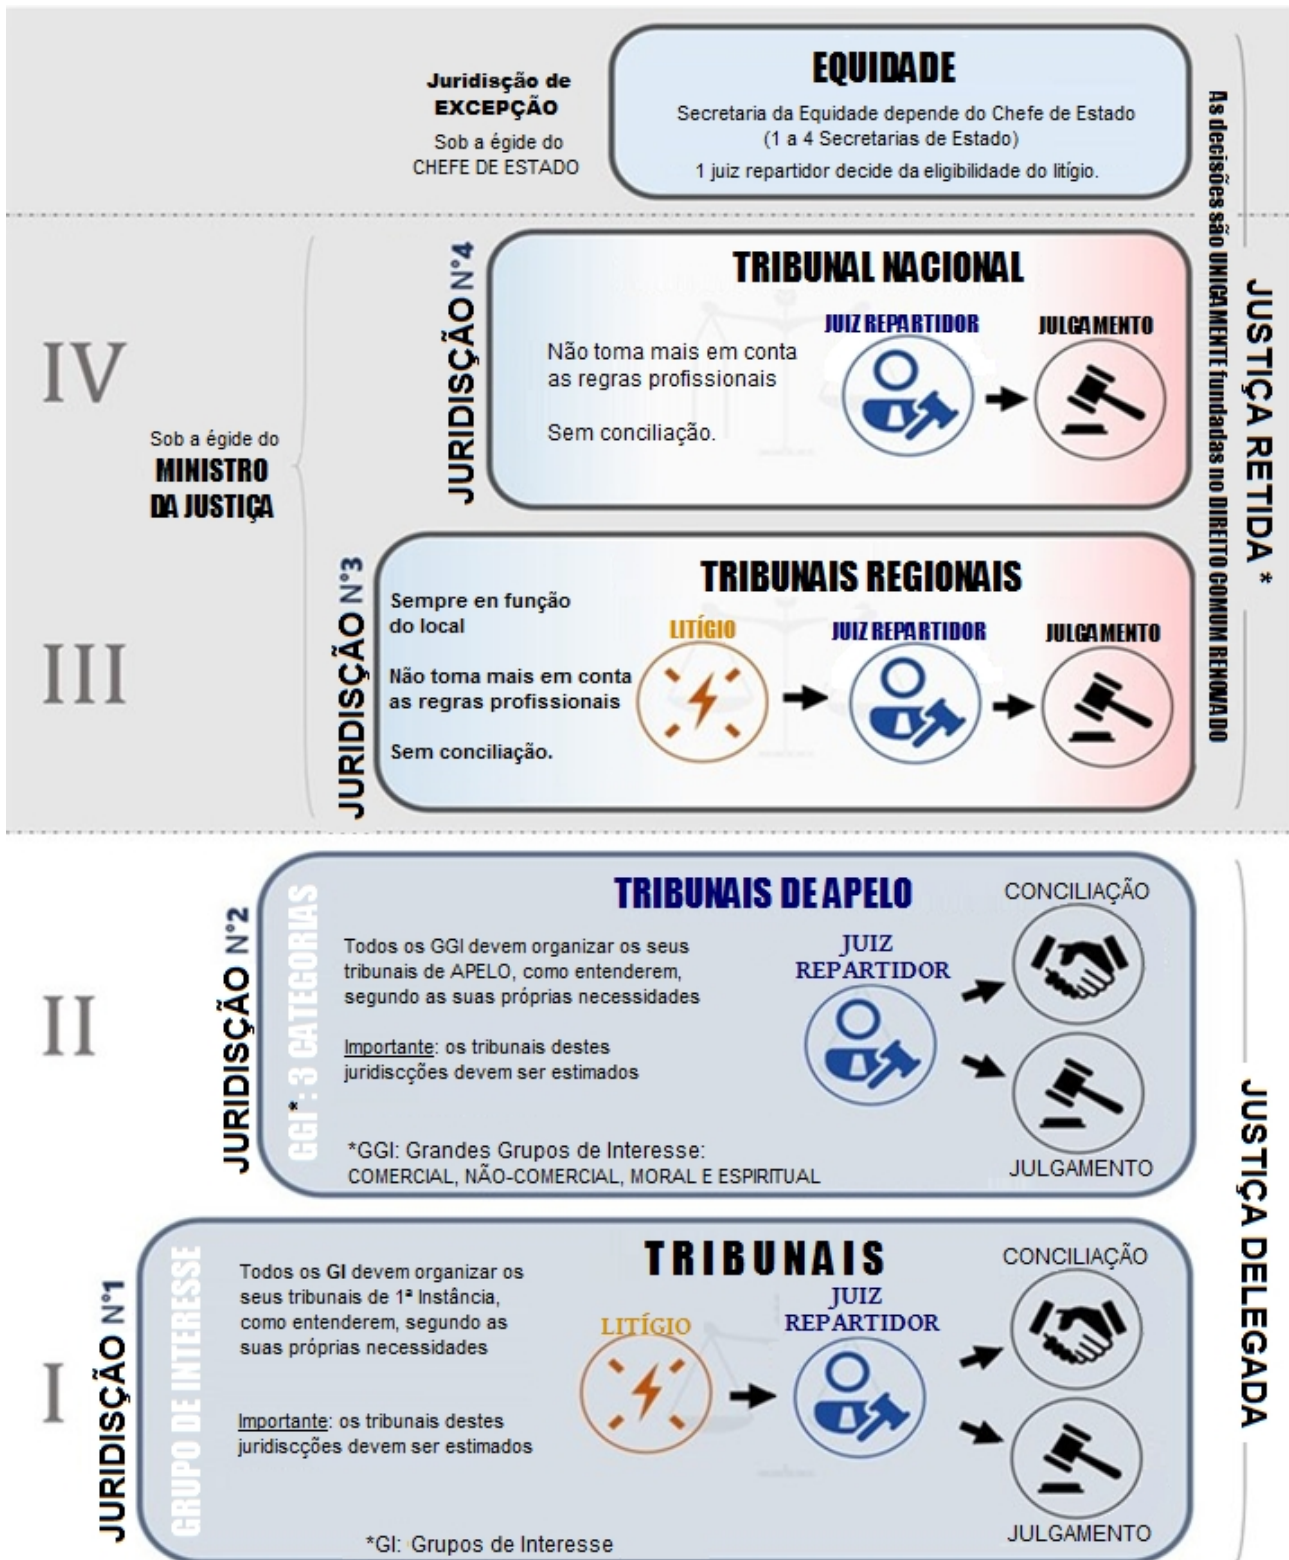 Juridisção de
EXCEPÇÃO
Sob a égide do
CHEFE DE ESTADO
EQUIDADE
Secretaria da Equidade depende do Chefe de Estado
(1 a 4 Secretarias de Estado)
1 juiz repartidor decide da eligibilidade do litígio.
As decisões são UNICAMENTE fundadas no DIREITO COMUM RENOVADO
JUSTIÇA RETIDA *
IV
Sob a égide do
MINISTRO
DA JUSTIÇA
JURIDISÇÃO N°4
TRIBUNAL NACIONAL
Não toma mais em conta
as regras profissionais
Sem conciliação.
JUIZ REPARTIDOR
JULGAMENTO
III
JURIDISÇÃO N°3
TRIBUNAIS REGIONAIS
Sempre en função
do local
Não toma mais em conta
as regras profissionais
Sem conciliação.
LITÍGIO
JUIZ REPARTIDOR
JULGAMENTO
II
JURIDISÇÃO N°2
GGI*: 3 CATEGORIAS
TRIBUNAIS DE APELO
Todos os GGI devem organizar os seus
tribunais de APELO, como entenderem,
segundo as suas próprias necessidades
Importante: os tribunais destes
juridiscções devem ser estimados
*GGI: Grandes Grupos de Interesse:
COMERCIAL, NÃO-COMERCIAL, MORAL E ESPIRITUAL
JUIZ
REPARTIDOR
CONCILIAÇÃO
JULGAMENTO
JUSTIÇA DELEGADA
I
JURIDISÇÃO N°1
GRUPO DE INTERESSE
TRIBUNAIS
Todos os GI devem organizar os
seus tribunais de 1ª Instância,
como entenderem, segundo as
suas próprias necessidades
Importante: os tribunais destes
juridiscções devem ser estimados
*GI: Grupos de Interesse
LITÍGIO
JUIZ
REPARTIDOR
CONCILIAÇÃO
JULGAMENTO